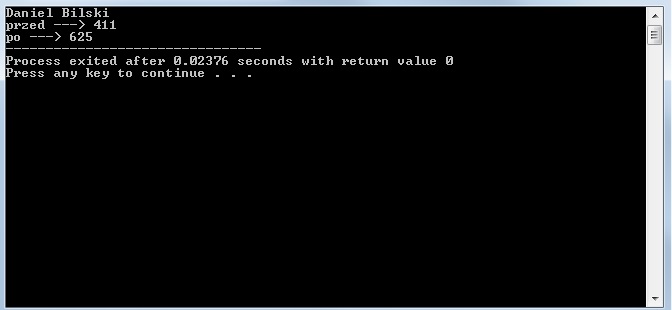 Daniel Bilski
przed ---> 411
po ---> 625
--------------------------------
Process exited after 0.02376 seconds with return value 0
Press any key to continue . . .